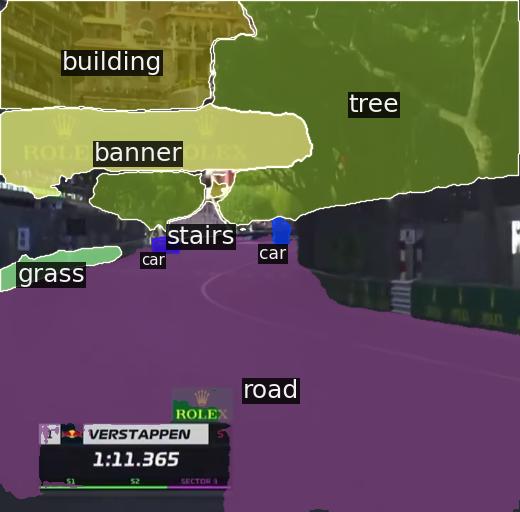 building
tree
ROLEX ROLEX
banner
stairs
car
car
grass
road
ROLEX
1 VERSTAPPEN
1:11.365
S1 S2 SECTOR 3